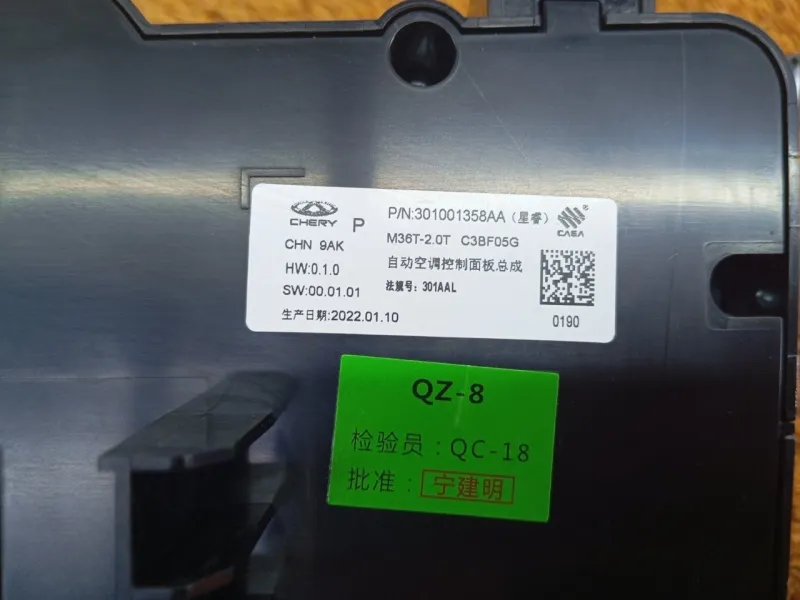 CHERY
P
P/N:301001358AA（星睿）
CAEA
®
CHN 9AK
M36T-2.0T C3BF05G
HW:0.1.0
自动空调控制面板总成
SW:00.01.01
法规号：301AAL
生产日期:2022.01.10
0190
QZ-8
检验员：QC-18
批准：宁建明